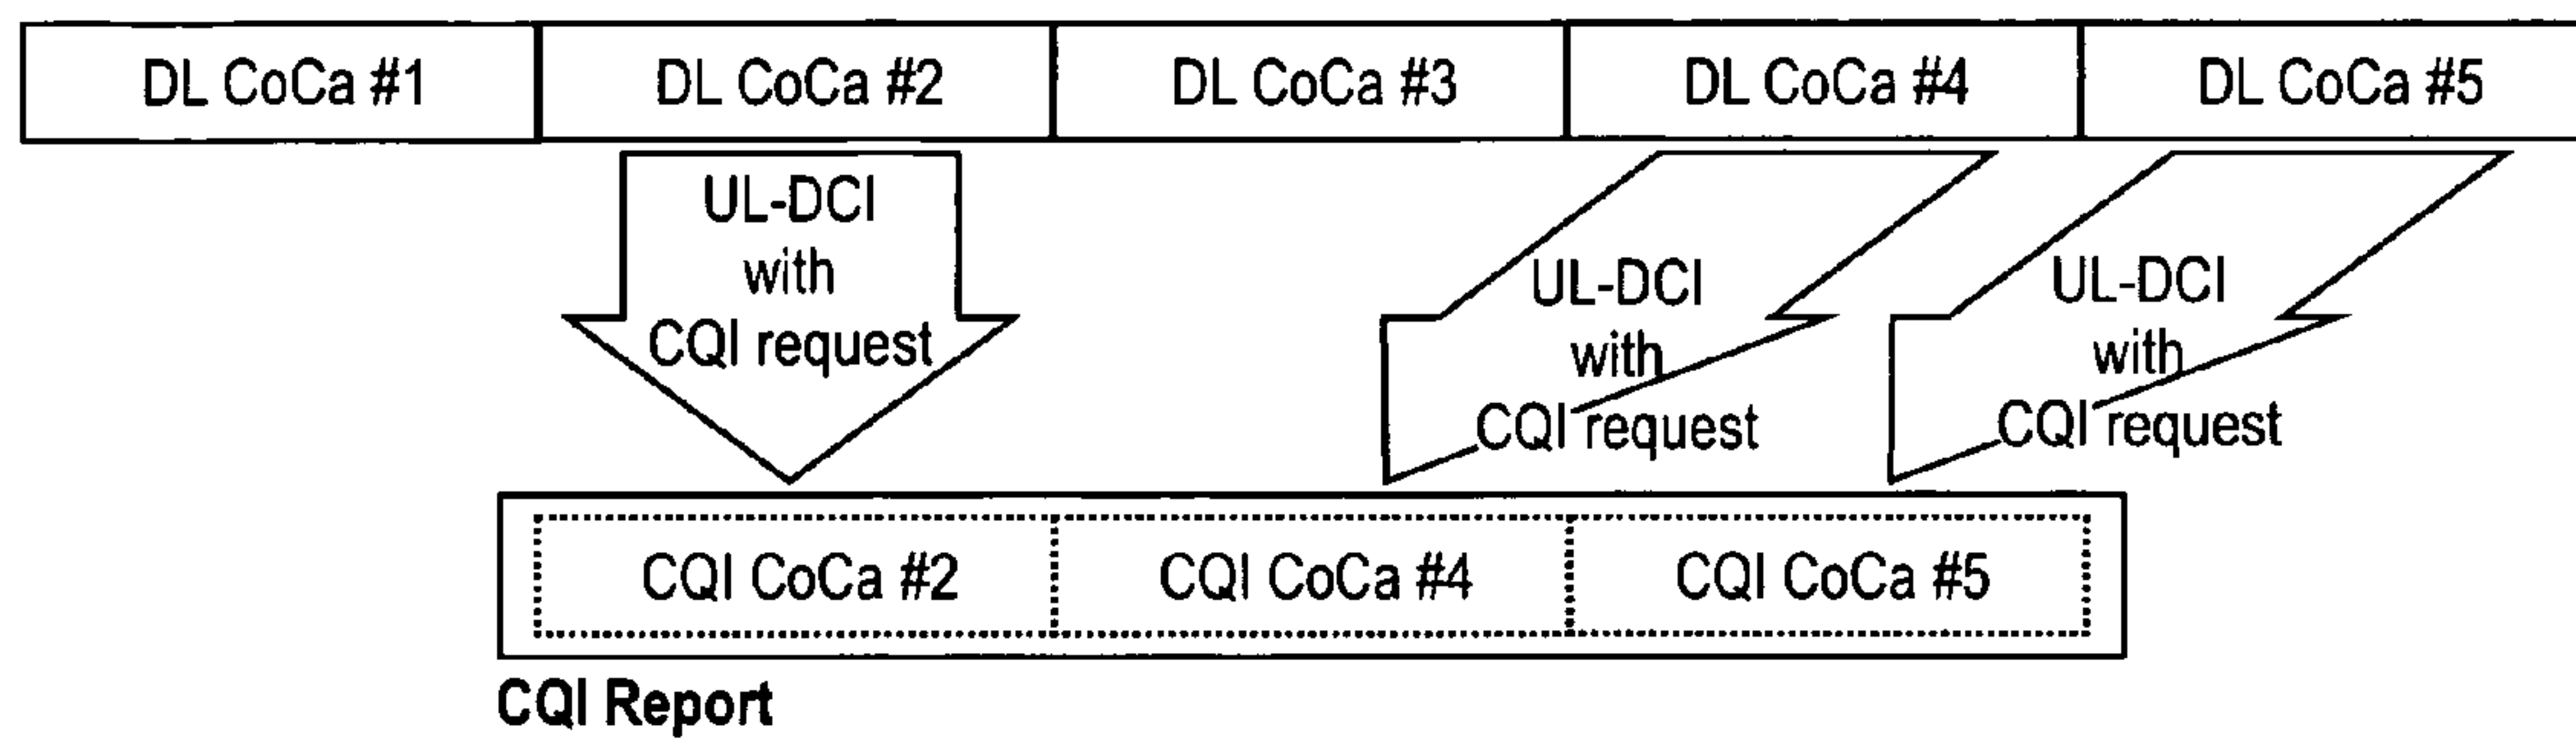 DL CoCa #1
DL CoCa #2
DL CoCa #3
DL CoCa #4
DL CoCa #5
UL-DCI
with
CQI request
UL-DCI
with
CQI request
UL-DCI
with
CQI request
CQI CoCa #2
CQI CoCa #4
CQI CoCa #5
CQI Report